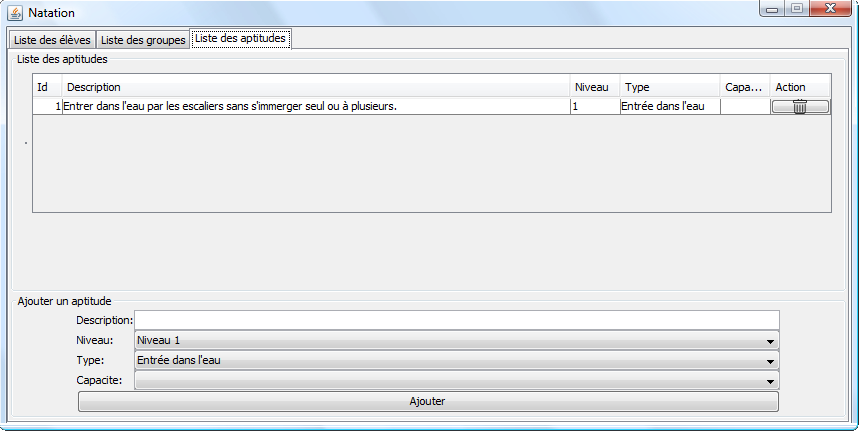 Natation
Liste des élèves Liste des groupes Liste des aptitudes
Liste des aptitudes
Id Description Niveau Type Capa... Action
1 Entrer dans l'eau par les escaliers sans s'immerger seul ou à plusieurs. 1 Entrée dans l'eau
Ajouter un aptitude
Description:
Niveau: Niveau 1
Type: Entrée dans l'eau
Capacite:
Ajouter